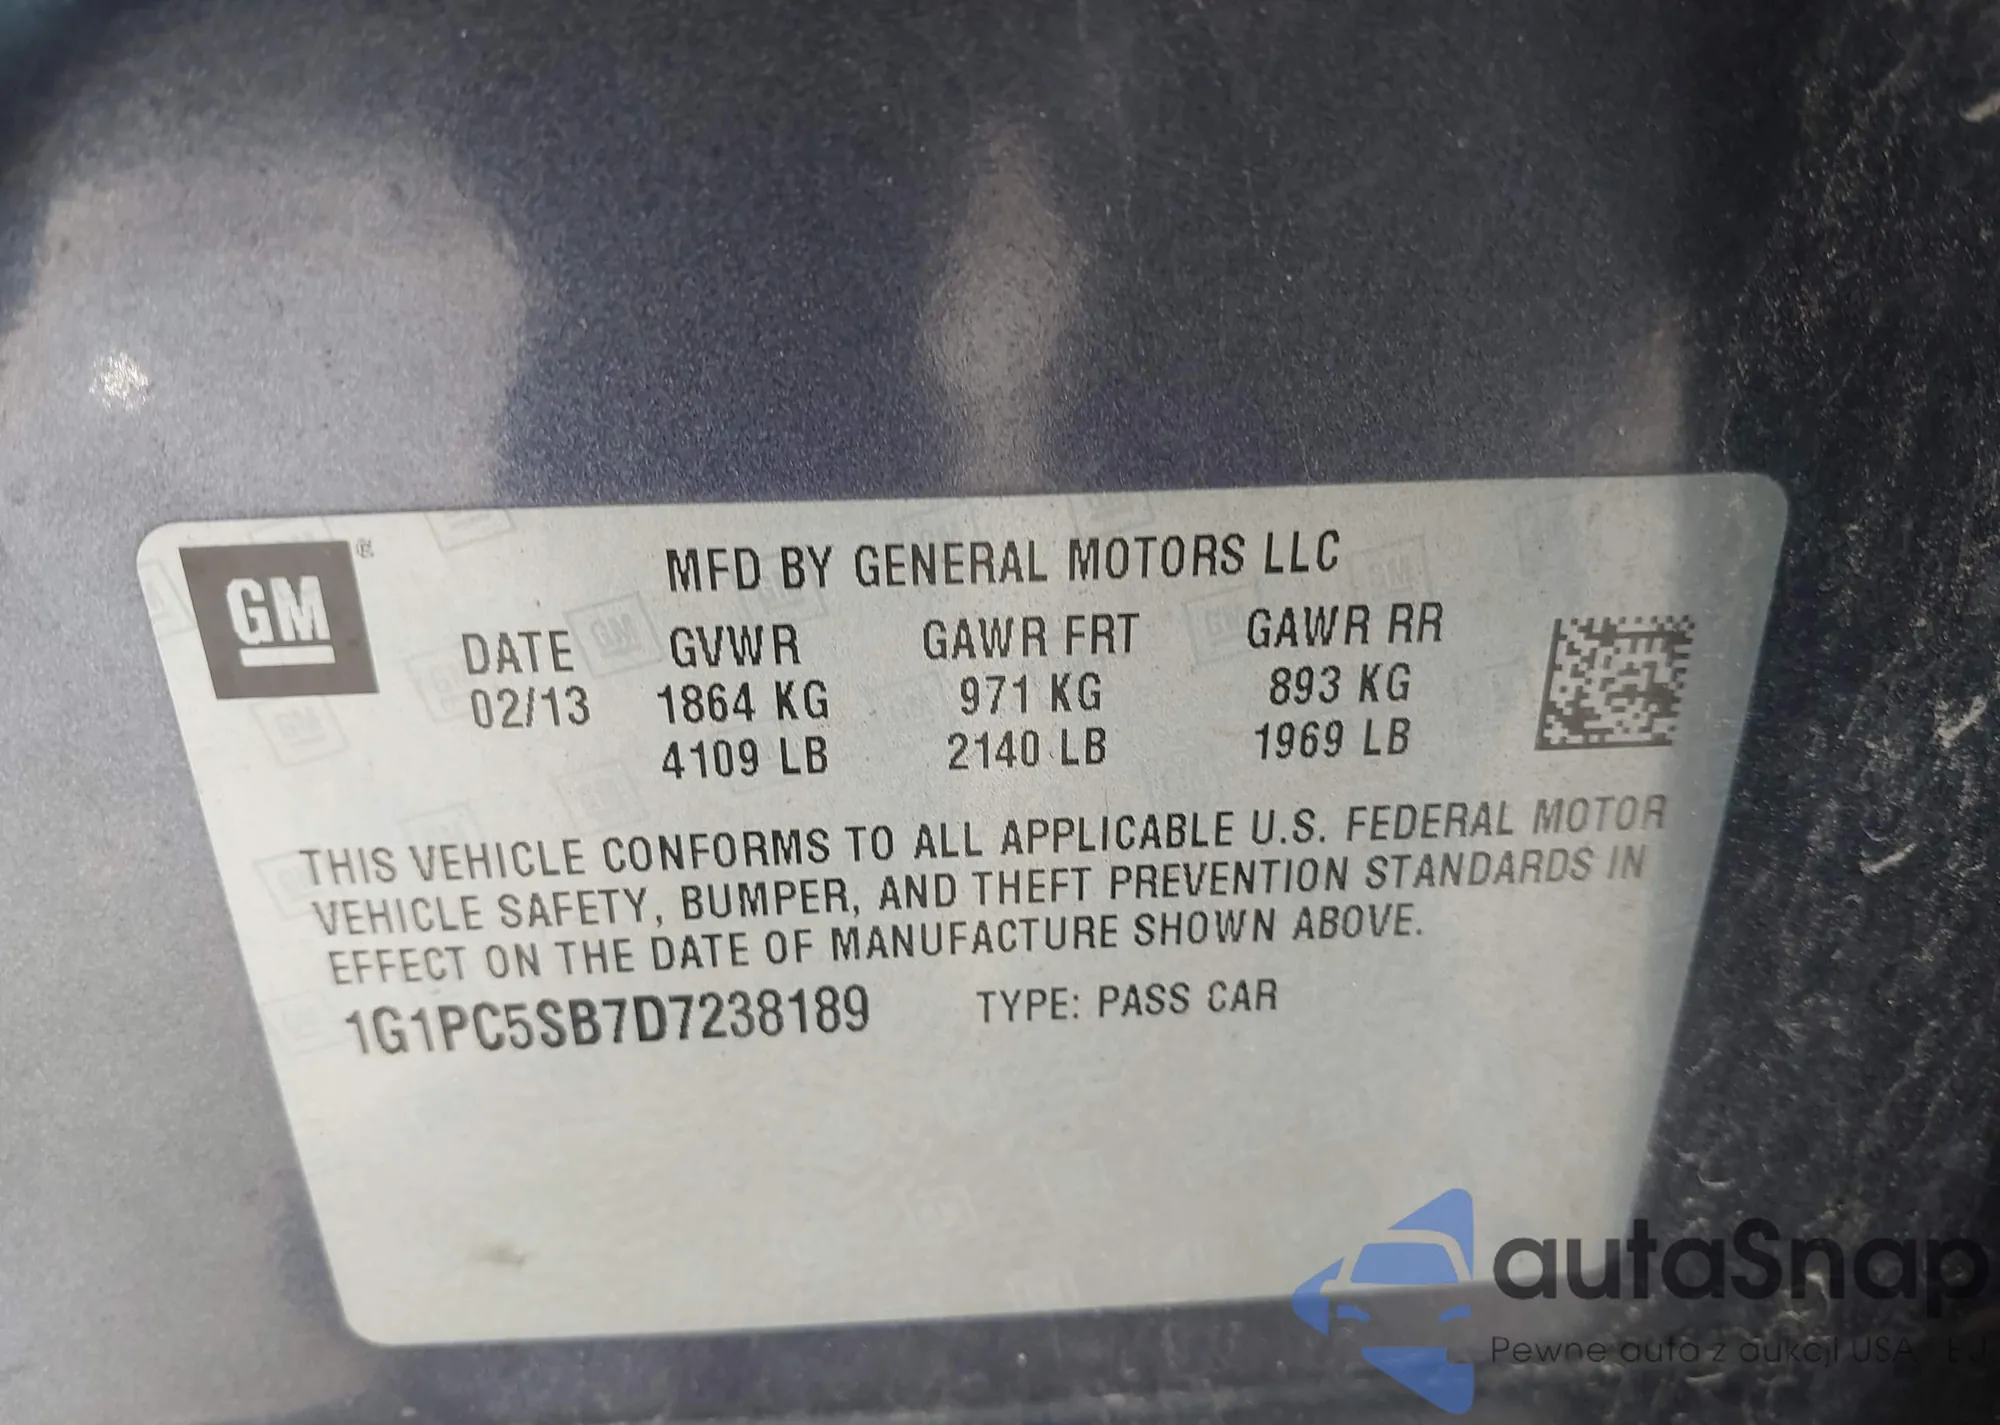 GM
MFD BY GENERAL MOTORS LLC
DATE GVWR GAWR FRT GAWR RR
02/13 1864 KG 971 KG 893 KG
4109 LB 2140 LB 1969 LB
THIS VEHICLE CONFORMS TO ALL APPLICABLE U.S. FEDERAL MOTOR
VEHICLE SAFETY, BUMPER, AND THEFT PREVENTION STANDARDS IN
EFFECT ON THE DATE OF MANUFACTURE SHOWN ABOVE.
1G1PC5SB7D7238189 TYPE: PASS CAR
autaSnap
Pewne auta z aukcji USA